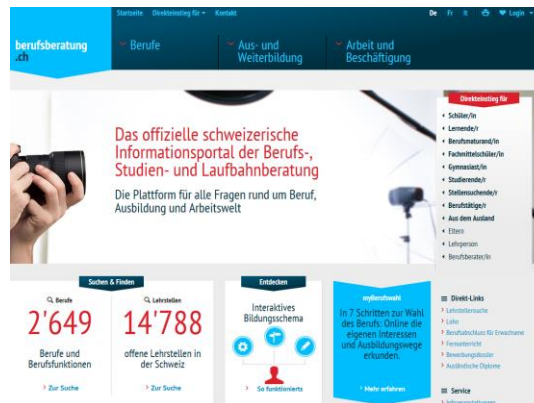 Startseite Direkteinstieg für Kontakt
De Fr It Login
berufsberatung
.ch
Berufe
Aus- und
Weiterbildung
Arbeit und
Beschäftigung
Das offizielle schweizerische
Informationsportal der Berufs-,
Studien- und Laufbahnberatung
Die Plattform für alle Fragen rund um Beruf,
Ausbildung und Arbeitswelt
Direkteinstieg für
Schüler/in
Lernende/r
Berufsmaturand/in
Fachmittelschüler/in
Gymnasiast/in
Studierende/r
Stellensuchende/r
Berufstätige/r
Aus dem Ausland
Eltern
Lehrperson
Berufsberater/in
Suchen & Finden
Berufe
2'649
Berufe und
Berufsfunktionen
Zur Suche
Lehrstellen
14'788
offene Lehrstellen in
der Schweiz
Zur Suche
Entdecken
Interaktives
Bildungsschema
So funktionierts
myBerufswahl
In 7 Schritten zur Wahl
des Berufs: Online die
eigenen Interessen
und Ausbildungswege
erkunden.
Mehr erfahren
Direkt-Links
Lehrstellensuche
Lohn
Berufsabschluss für Erwachsene
Fernunterricht
Bewerbungsdossier
Ausländische Diplome
Service